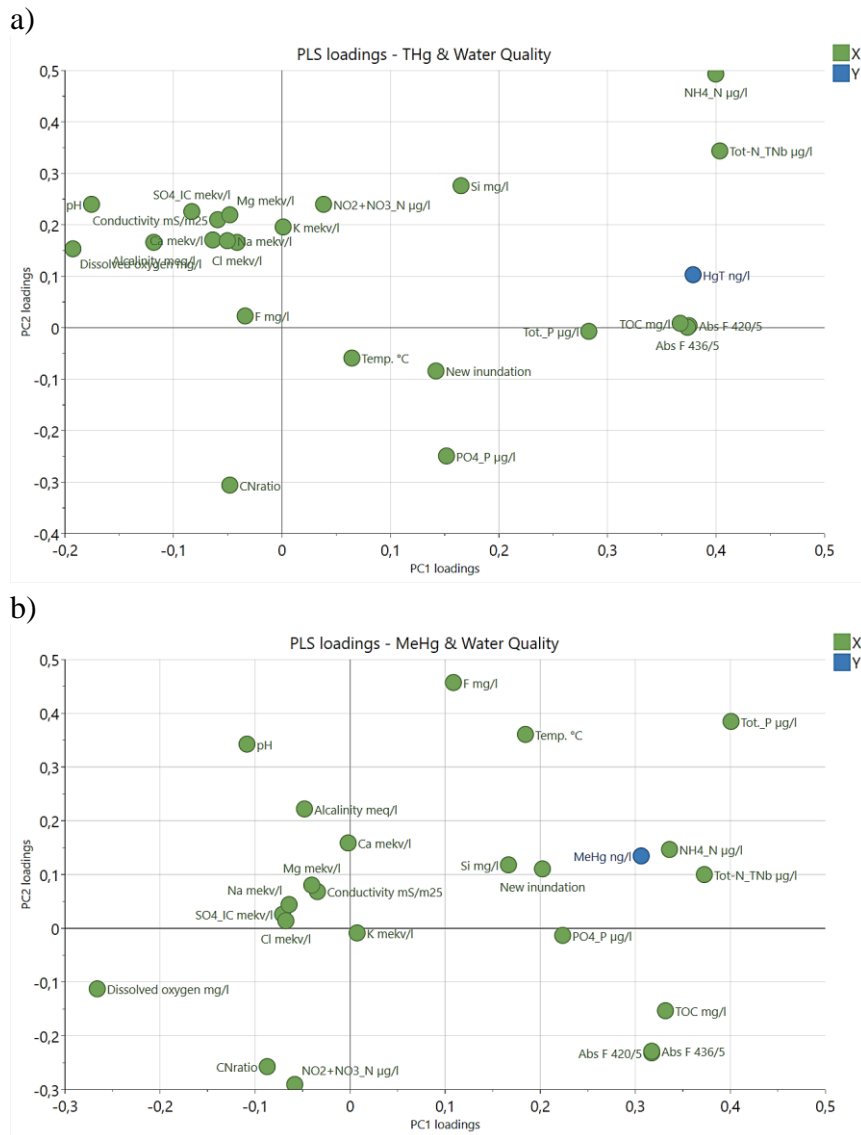 a)
PLS loadings - THg & Water Quality
X
Y
0,5
NH4_N µg/l
0,4
Tot-N_TNb µg/l
0,3
SO4_IC mekv/l
Mg mekv/l
Si mg/l
pH
NO2+NO3_N µg/l
Conductivity mS/m25
K mekv/l
0,2
Ca mekv/l
Na mekv/l
Dissolved oxygen mg/l
Alcalinity meq/l
Cl mekv/l
HgT ng/l
0,1
PC2 loadings
F mg/l
TOC mg/l
Abs F 420/5
0
Tot._P µg/l
Abs F 436/5
Temp. °C
New inundation
-0,1
-0,2
PO4_P µg/l
-0,3
CNratio
-0,4
-0,2 -0,1 0 0,1 0,2 0,3 0,4 0,5
PC1 loadings
b)
PLS loadings - MeHg & Water Quality
X
Y
0,5
F mg/l
0,4
Tot._P µg/l
Temp. °C
pH
0,3
Alcalinity meq/l
0,2
Ca mekv/l
MeHg ng/l
NH4_N µg/l
Mg mekv/l
Si mg/l
0,1
New inundation
Tot-N_TNb µg/l
Na mekv/l
Conductivity mS/m25
PC2 loadings
SO4_IC mekv/l
Cl mekv/l
K mekv/l
PO4_P µg/l
0
-0,1
Dissolved oxygen mg/l
TOC mg/l
-0,2
Abs F 420/5
Abs F 436/5
CNratio
NO2+NO3_N µg/l
-0,3
-0,3 -0,2 -0,1 0 0,1 0,2 0,3 0,4 0,5
PC1 loadings